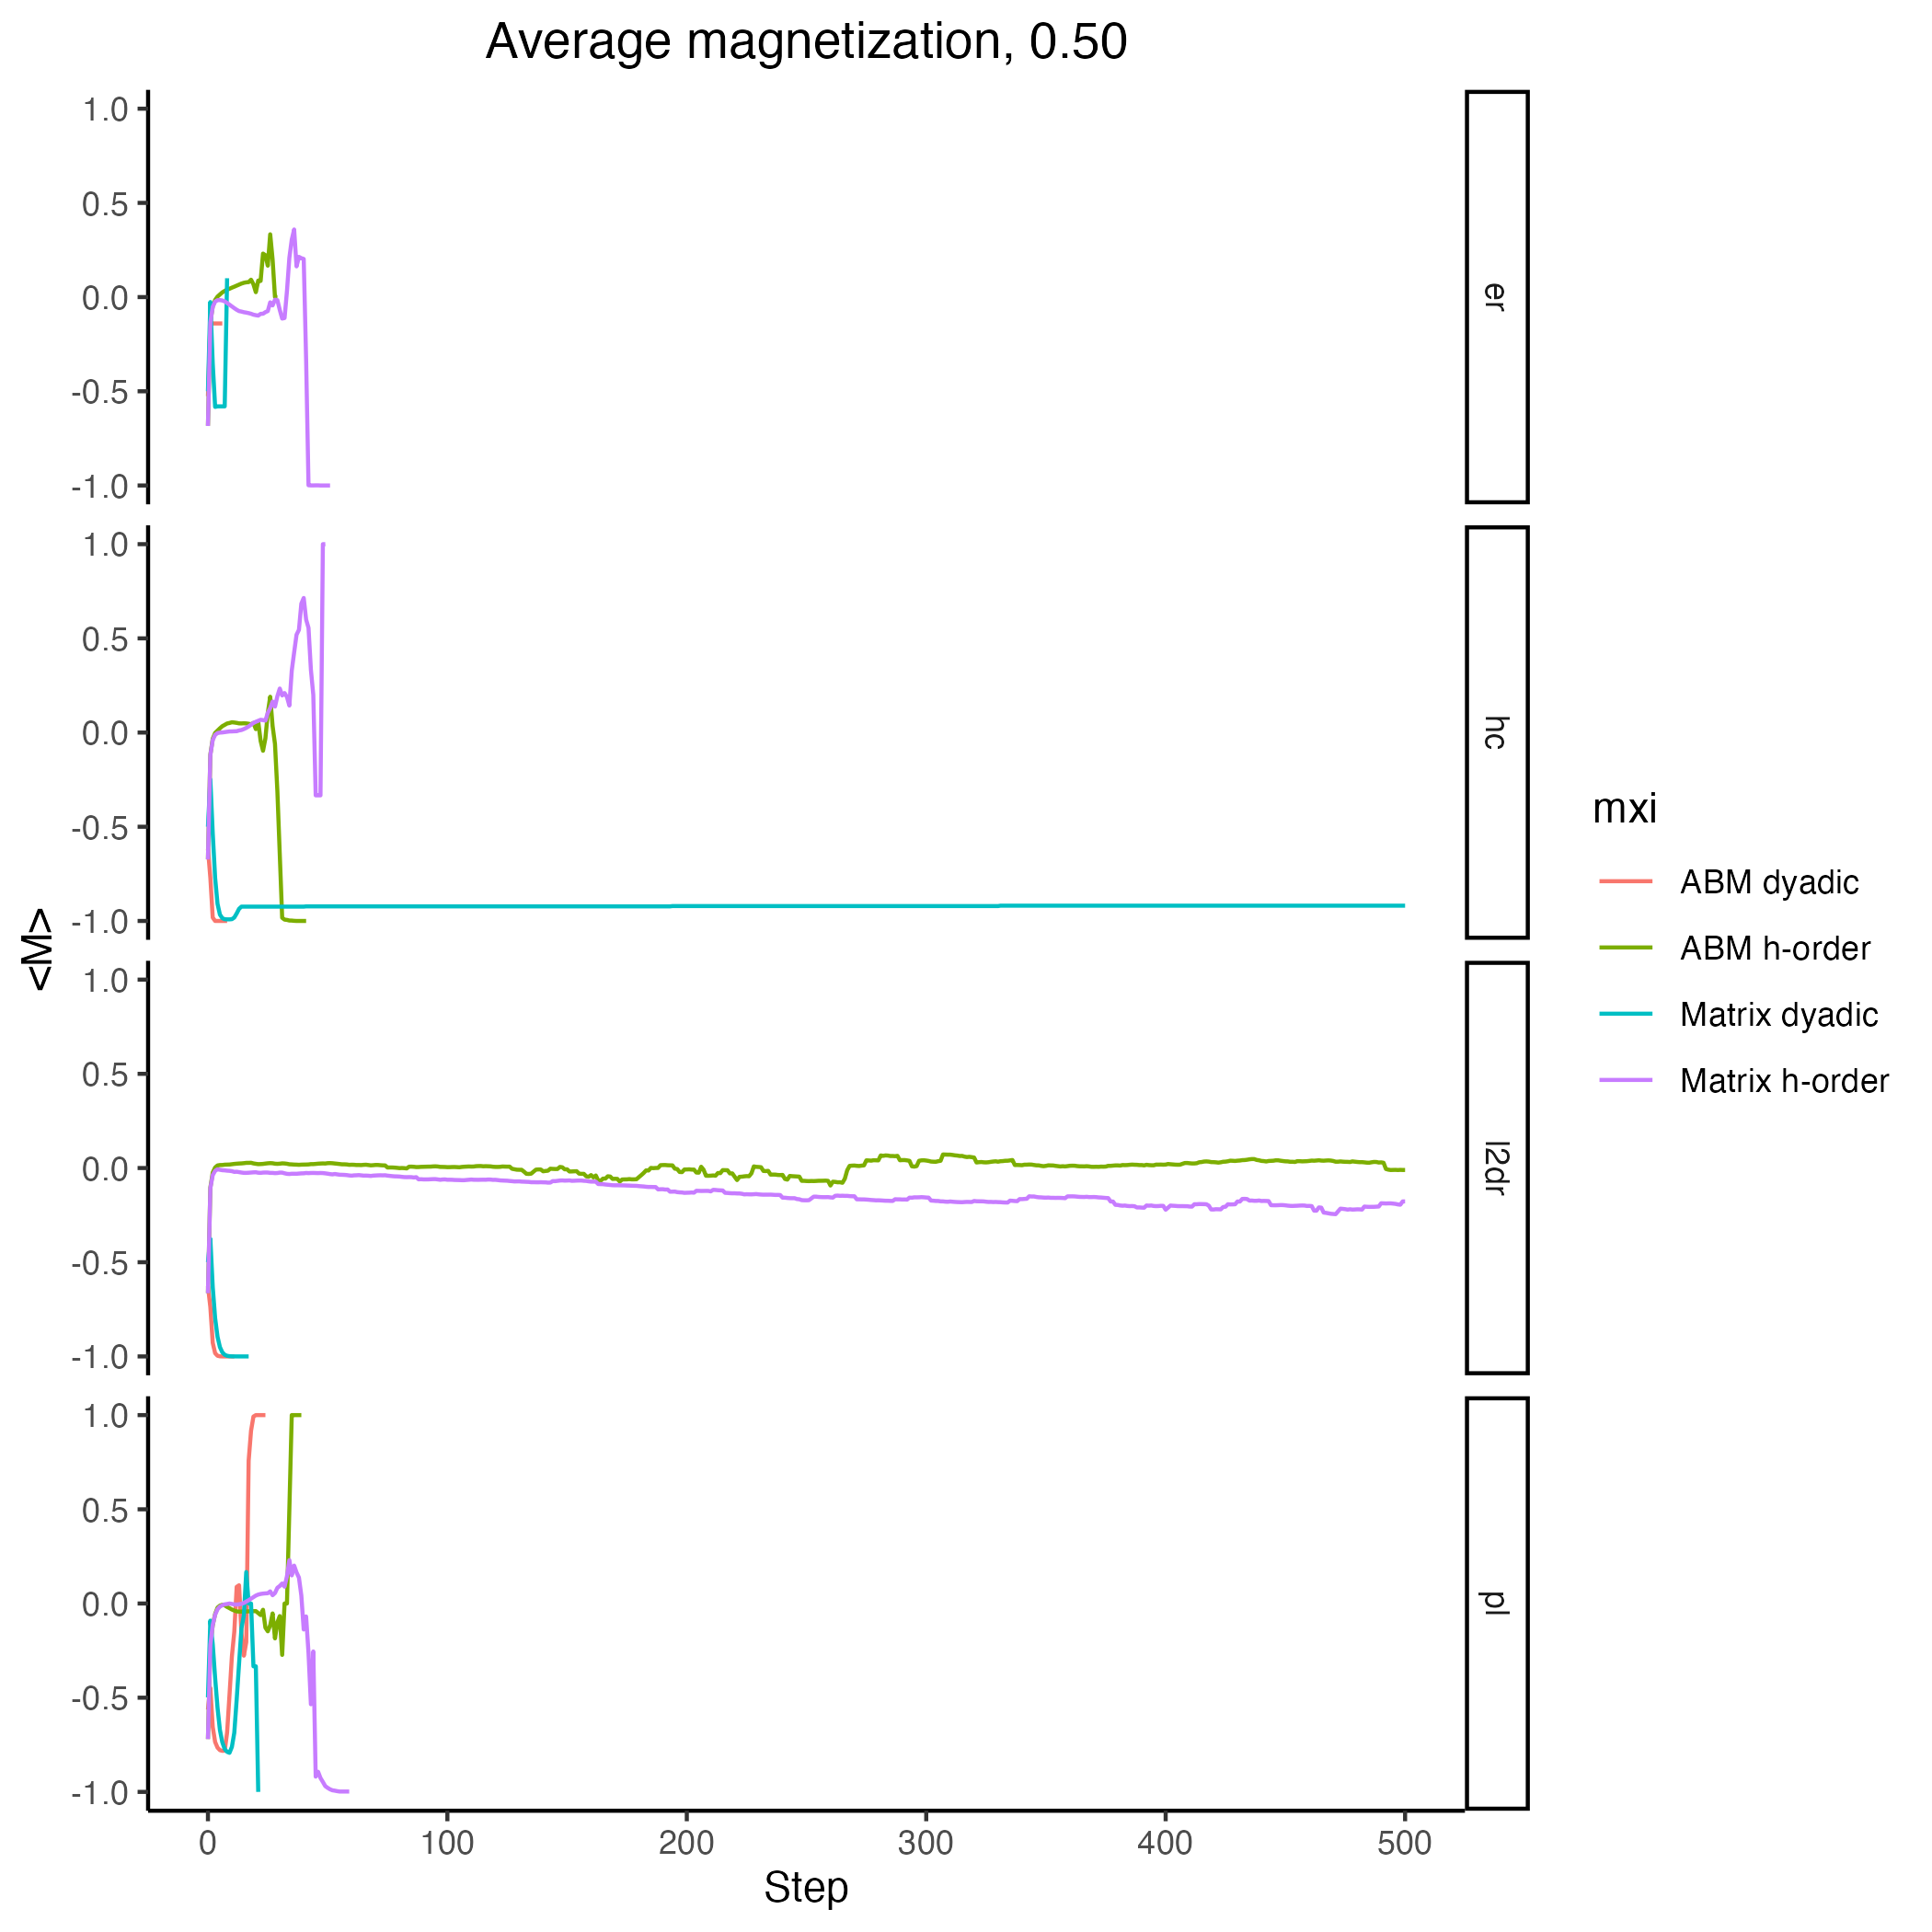 Average magnetization, 0.50
<M>
1.0
0.5
0.0
-0.5
-1.0
er
1.0
0.5
0.0
-0.5
-1.0
hc
1.0
0.5
0.0
-0.5
-1.0
l2dr
1.0
0.5
0.0
-0.5
-1.0
pl
0 100 200 300 400 500
Step
mxi
ABM dyadic
ABM h-order
Matrix dyadic
Matrix h-order